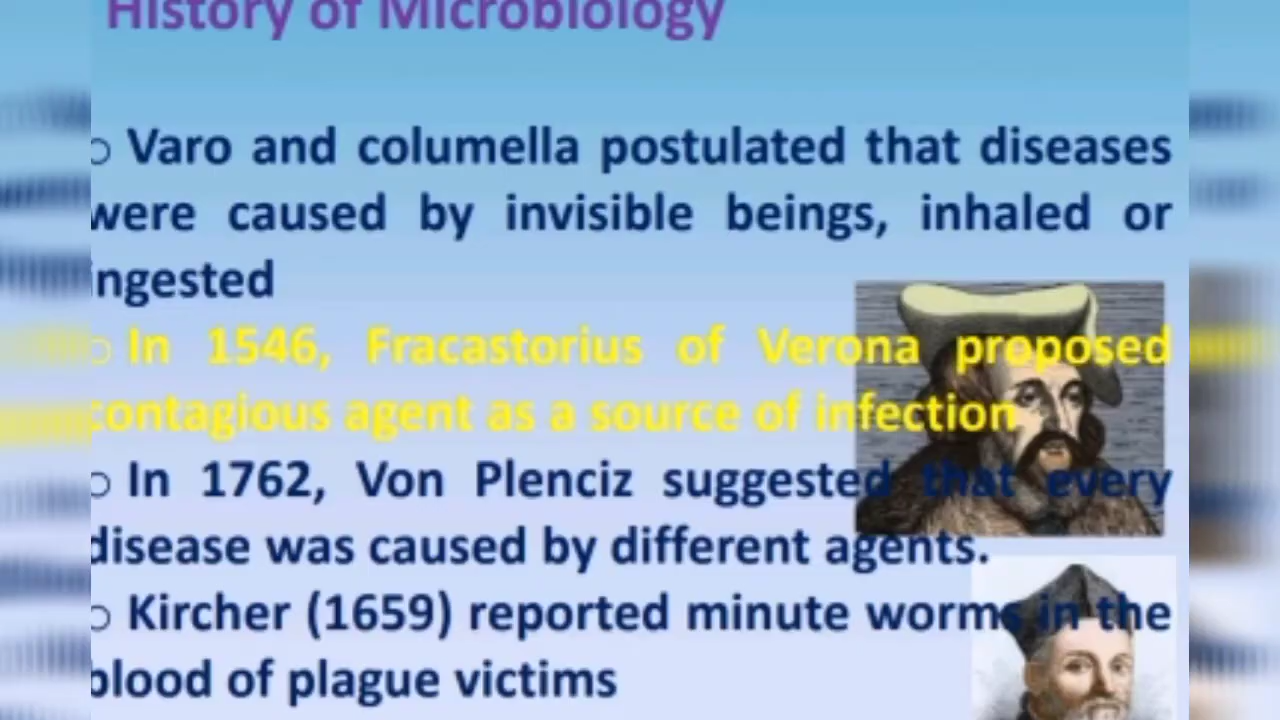 History of Microbiology
○ Varo and columella postulated that diseases
were caused by invisible beings, inhaled or
ingested
○ In 1546, Fracastorius of Verona proposed
contagious agent as a source of infection
○ In 1762, Von Plenciz suggested that every
disease was caused by different agents.
○ Kircher (1659) reported minute worms in the
blood of plague victims